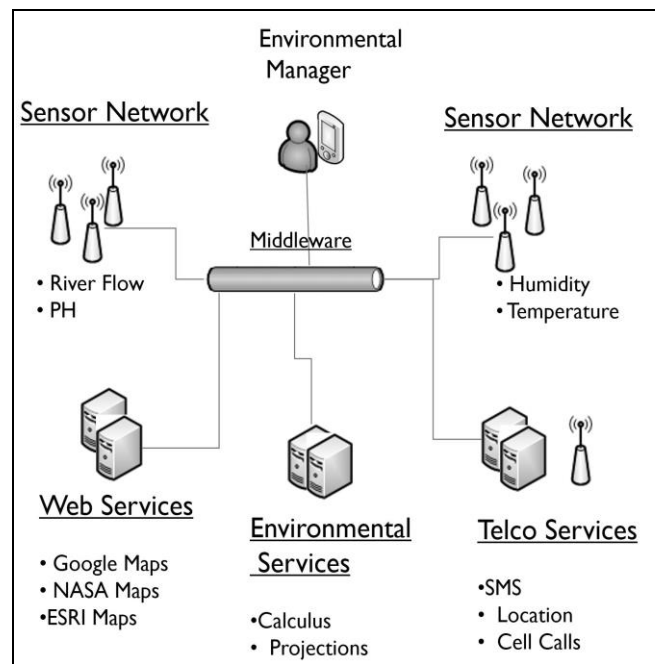 Environmental
Manager
Sensor Network
Sensor Network
Middleware
• River Flow
• PH
• Humidity
• Temperature
Web Services
• Google Maps
• NASA Maps
•ESRI Maps
Environmental
Services
•Calculus
• Projections
Telco Services
•SMS
• Location
• Cell Calls